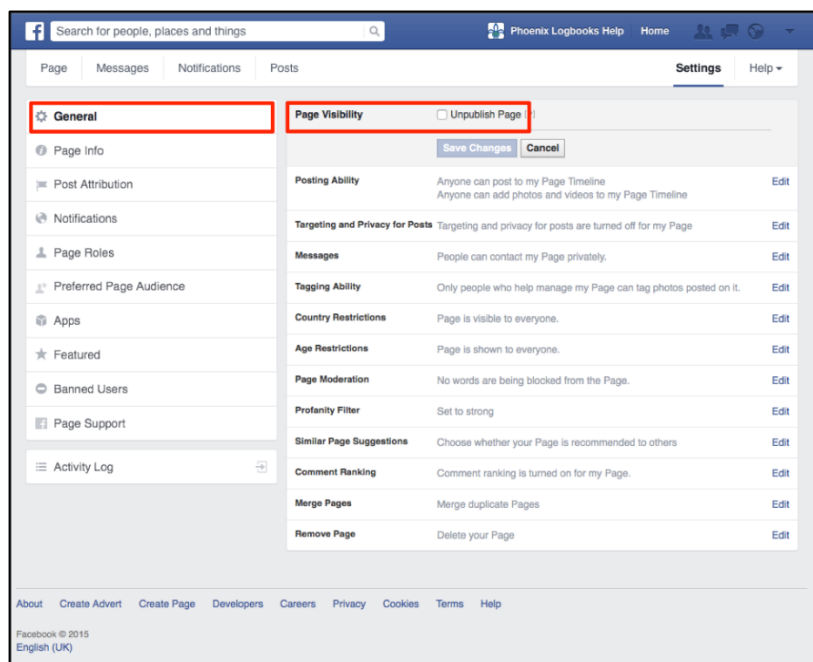 Search for people, places and things
Phoenix Logbooks Help Home
Page Messages Notifications Posts Settings Help
General
Page Info
Post Attribution
Notifications
Page Roles
Preferred Page Audience
Apps
Featured
Banned Users
Page Support
Activity Log
Page Visibility Unpublish Page [?]
Save Changes Cancel
Posting Ability Anyone can post to my Page Timeline Edit
Anyone can add photos and videos to my Page Timeline
Targeting and Privacy for Posts Targeting and privacy for posts are turned off for my Page Edit
Messages People can contact my Page privately. Edit
Tagging Ability Only people who help manage my Page can tag photos posted on it. Edit
Country Restrictions Page is visible to everyone. Edit
Age Restrictions Page is shown to everyone. Edit
Page Moderation No words are being blocked from the Page. Edit
Profanity Filter Set to strong Edit
Similar Page Suggestions Choose whether your Page is recommended to others Edit
Comment Ranking Comment ranking is turned on for my Page. Edit
Merge Pages Merge duplicate Pages Edit
Remove Page Delete your Page Edit
About Create Advert Create Page Developers Careers Privacy Cookies Terms Help
Facebook © 2015
English (UK)